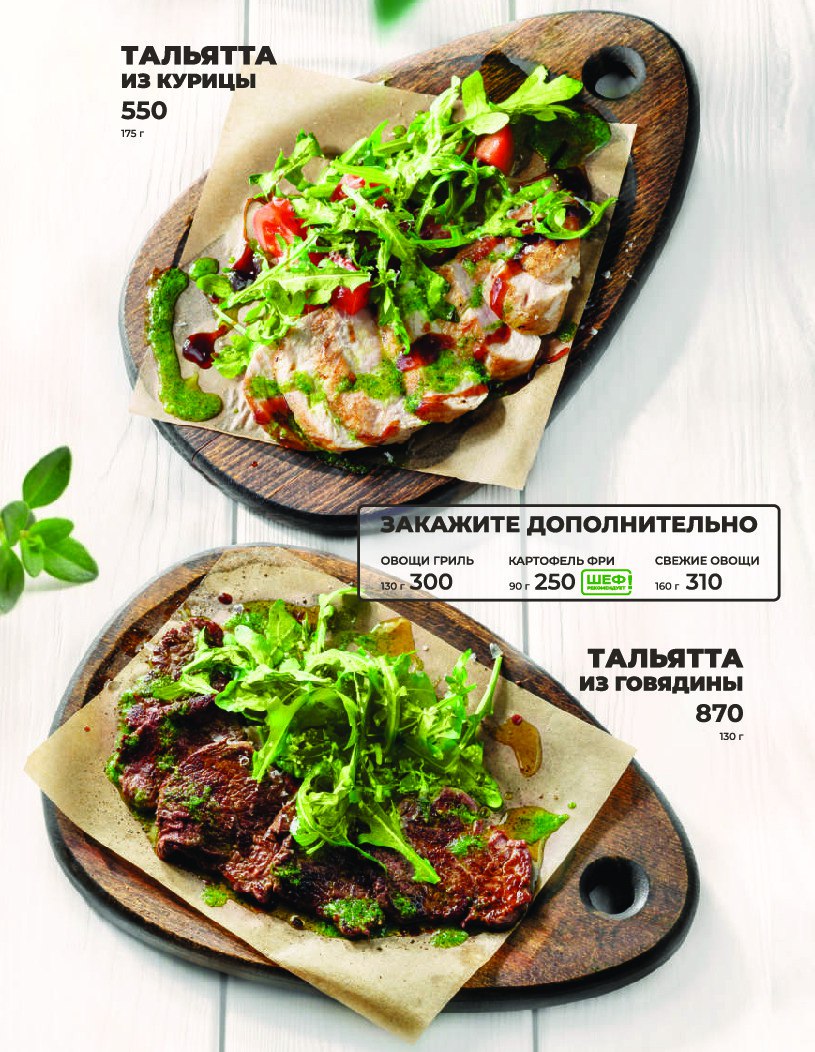 ТАЛЬЯТТА
ИЗ КУРИЦЫ
550
175 г
ЗАКАЖИТЕ ДОПОЛНИТЕЛЬНО
ОВОЩИ ГРИЛЬ
130 г 300
КАРТОФЕЛЬ ФРИ
90 г 250 ШЕФ!
РЕКОМЕНДУЕТ
СВЕЖИЕ ОВОЩИ
160 г 310
ТАЛЬЯТТА
ИЗ ГОВЯДИНЫ
870
130 г